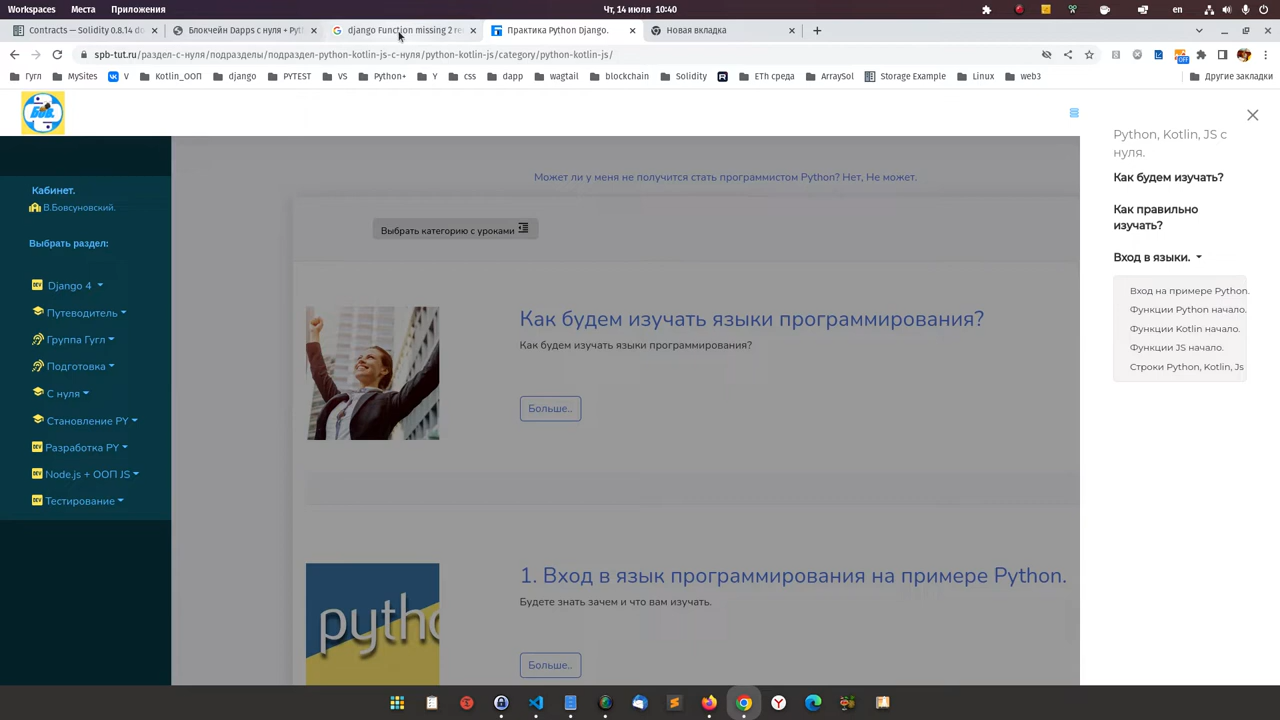 Workspaces Места Приложения Чт, 14 июля 10:40 en
Contracts — Solidity 0.8.14 do
Блокчейн Dapps с нуля + Pyt
django Function missing 2 re
Практика Python Django.
Новая вкладка
spb-tut.ru/раздел-с-нуля/подразделы/подраздел-python-kotlin-js-с-нуля/python-kotlin-js/category/python-kotlin-js/
Гугл MySites V Kotlin_ООП django PYTEST VS Python+ Y css dapp wagtail blockchain Solidity ETh среда ArraySol Storage Example Linux web3 Другие закладки
OFF
Бов.
Кабинет.
В.Бовсуновский.
Выбрать раздел:
Django 4
Путеводитель
Группа Гугл
Подготовка
С нуля
Становление PY
Разработка PY
Node.js + ООП JS
Тестирование
Может ли у меня не получится стать программистом Python? Нет, Не может.
Выбрать категорию с уроками
Как будем изучать языки программирования?
Как будем изучать языки программирования?
Больше..
1. Вход в язык программирования на примере Python.
Будете знать зачем и что вам изучать.
Больше..
Python, Kotlin, JS с
нуля.
Как будем изучать?
Как правильно
изучать?
Вход в языки.
Вход на примере Python.
Функции Python начало.
Функции Kotlin начало.
Функции JS начало.
Строки Python, Kotlin, Js